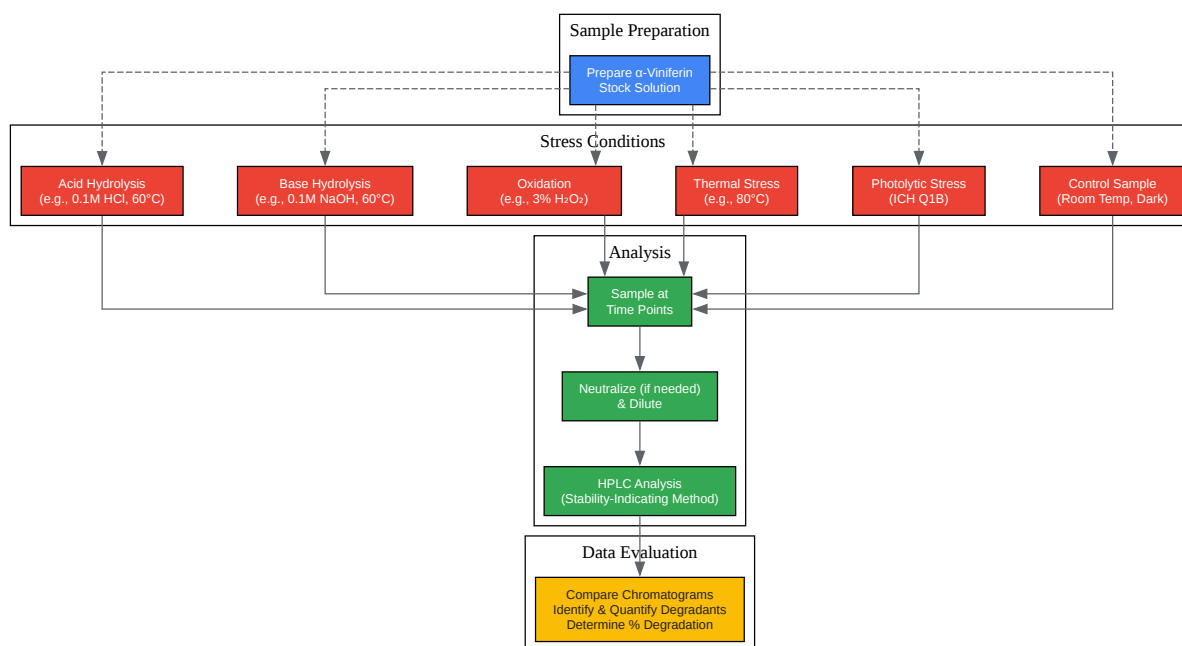 Sample Preparation
Prepare α-Viniferin
Stock Solution
Stress Conditions
Acid Hydrolysis
(e.g., 0.1M HCl, 60°C)
Base Hydrolysis
(e.g., 0.1M NaOH, 60°C)
Oxidation
(e.g., 3% H₂O₂)
Thermal Stress
(e.g., 80°C)
Photolytic Stress
(ICH Q1B)
Control Sample
(Room Temp, Dark)
Analysis
Sample at
Time Points
Neutralize (if needed)
& Dilute
HPLC Analysis
(Stability-Indicating Method)
Data Evaluation
Compare Chromatograms
Identify & Quantify Degradants
Determine % Degradation